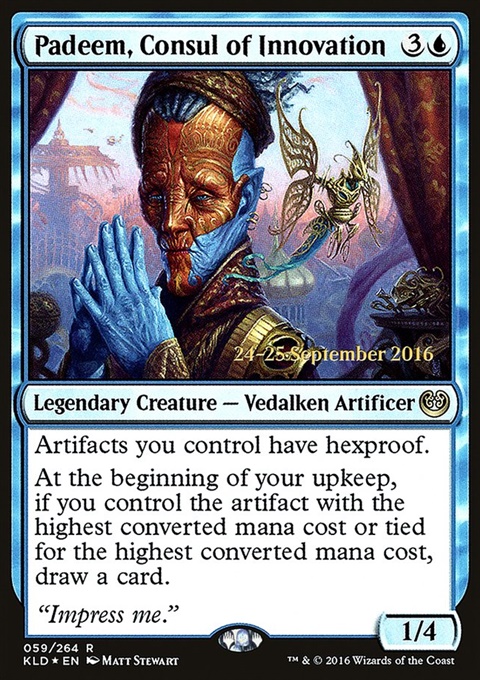 Padeem, Consul of Innovation 3
24-25 September 2016
Legendary Creature — Vedalken Artificer
Artifacts you control have hexproof.
At the beginning of your upkeep,
if you control the artifact with the
highest converted mana cost or tied
for the highest converted mana cost,
draw a card.
“Impress me.”
1/4
059/264 R
KLD ★ EN Matt Stewart
™ & © 2016 Wizards of the Coast